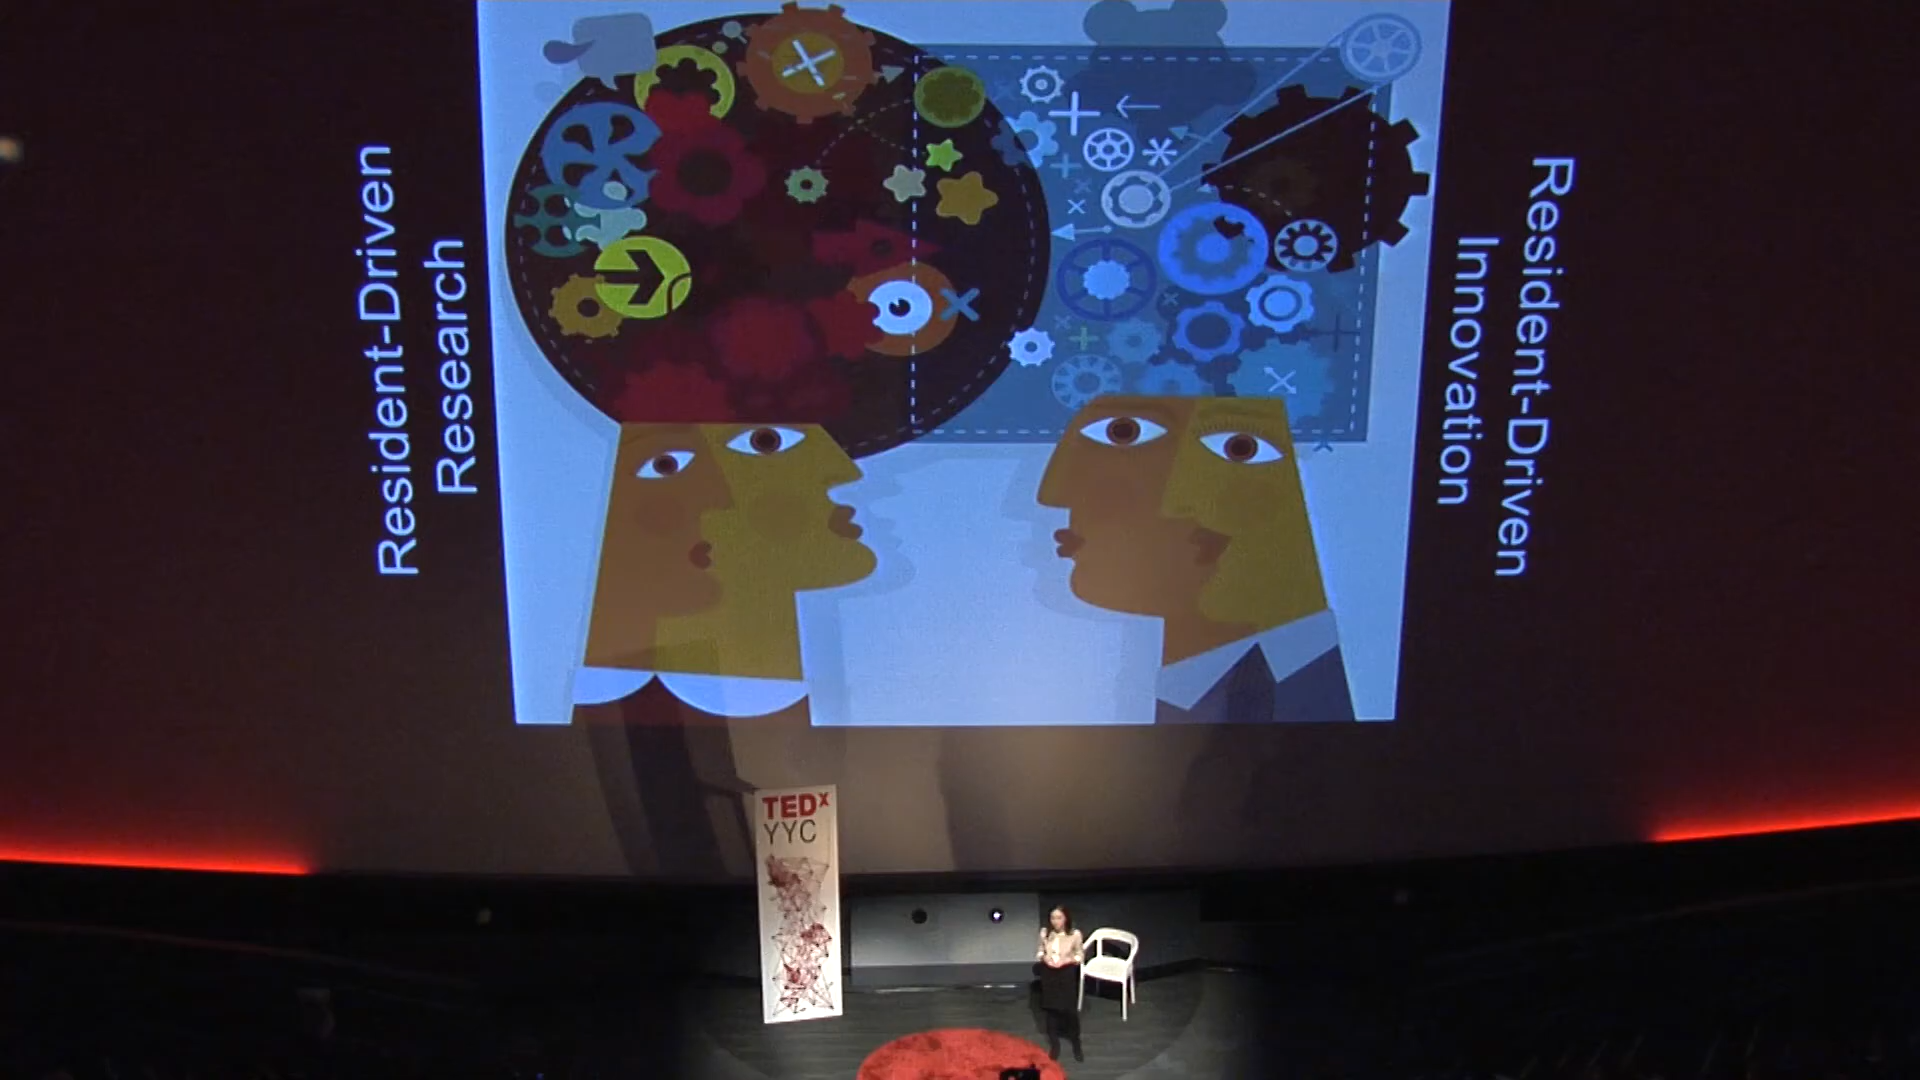 Resident-Driven
Research
Resident-Driven
Innovation
TEDx
YYC